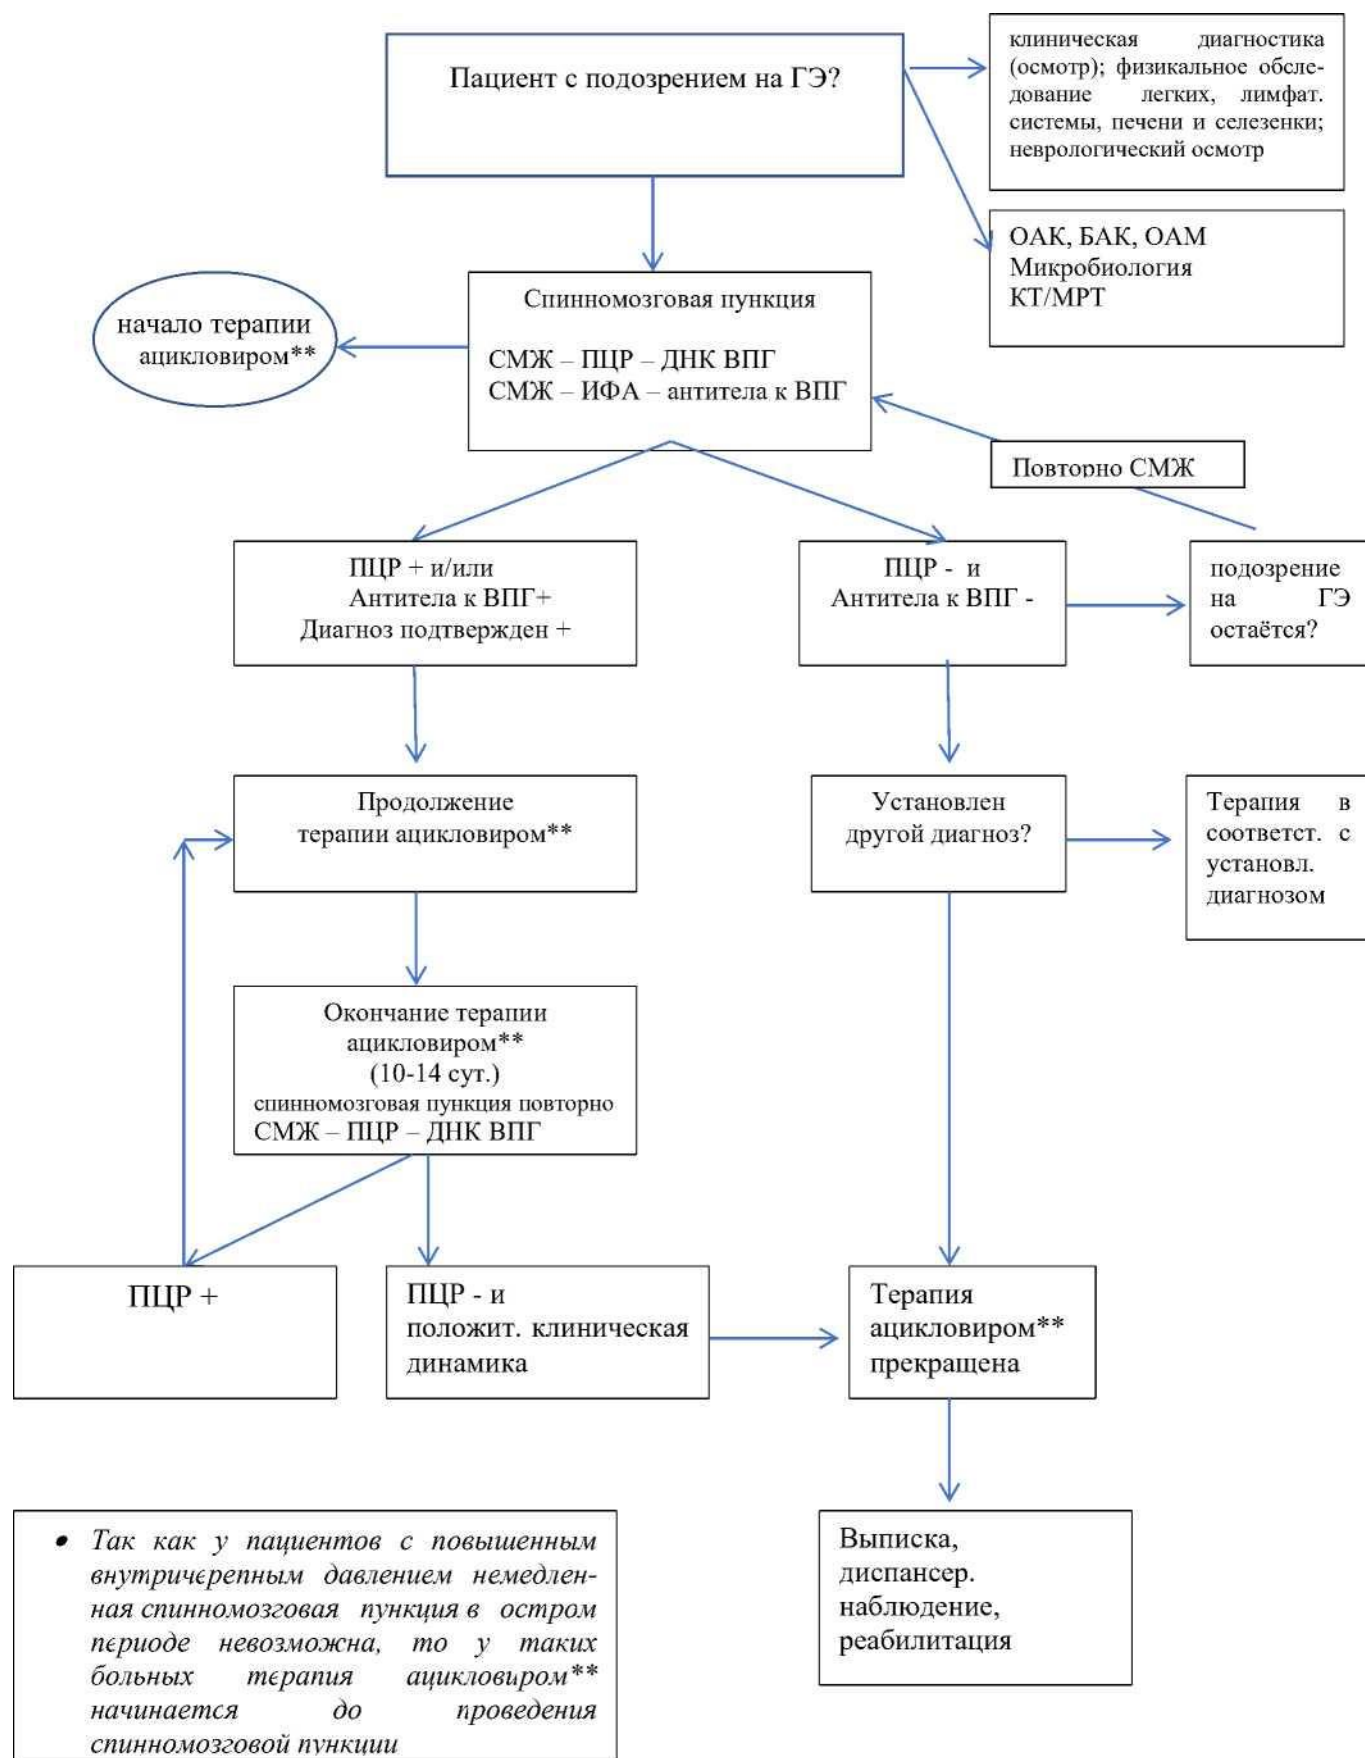 Пациент с подозрением на ГЭ?
клиническая диагностика
(осмотр); физикальное обсле-
дование легких, лимфат.
системы, печени и селезенки;
неврологический осмотр
ОАК, БАК, ОАМ
Микробиология
КТ/МРТ
Спинномозговая пункция
СМЖ – ПЦР – ДНК ВПГ
СМЖ – ИФА – антитела к ВПГ
начало терапии
ацикловиром**
Повторно СМЖ
ПЦР + и/или
Антитела к ВПГ+
Диагноз подтвержден +
ПЦР - и
Антитела к ВПГ -
подозрение
на ГЭ
остаётся?
Продолжение
терапии ацикловиром**
Установлен
другой диагноз?
Терапия в
соответст. с
установл.
диагнозом
Окончание терапии
ацикловиром**
(10-14 сут.)
спинномозговая пункция повторно
СМЖ – ПЦР – ДНК ВПГ
ПЦР +
ПЦР - и
положит. клиническая
динамика
Терапия
ацикловиром**
прекращена
• Так как у пациентов с повышенным
внутричерепным давлением немедлен-
ная спинномозговая пункция в остром
периоде невозможна, то у таких
больных терапия ацикловиром**
начинается до проведения
спинномозговой пункции
Выписка,
диспансер.
наблюдение,
реабилитация